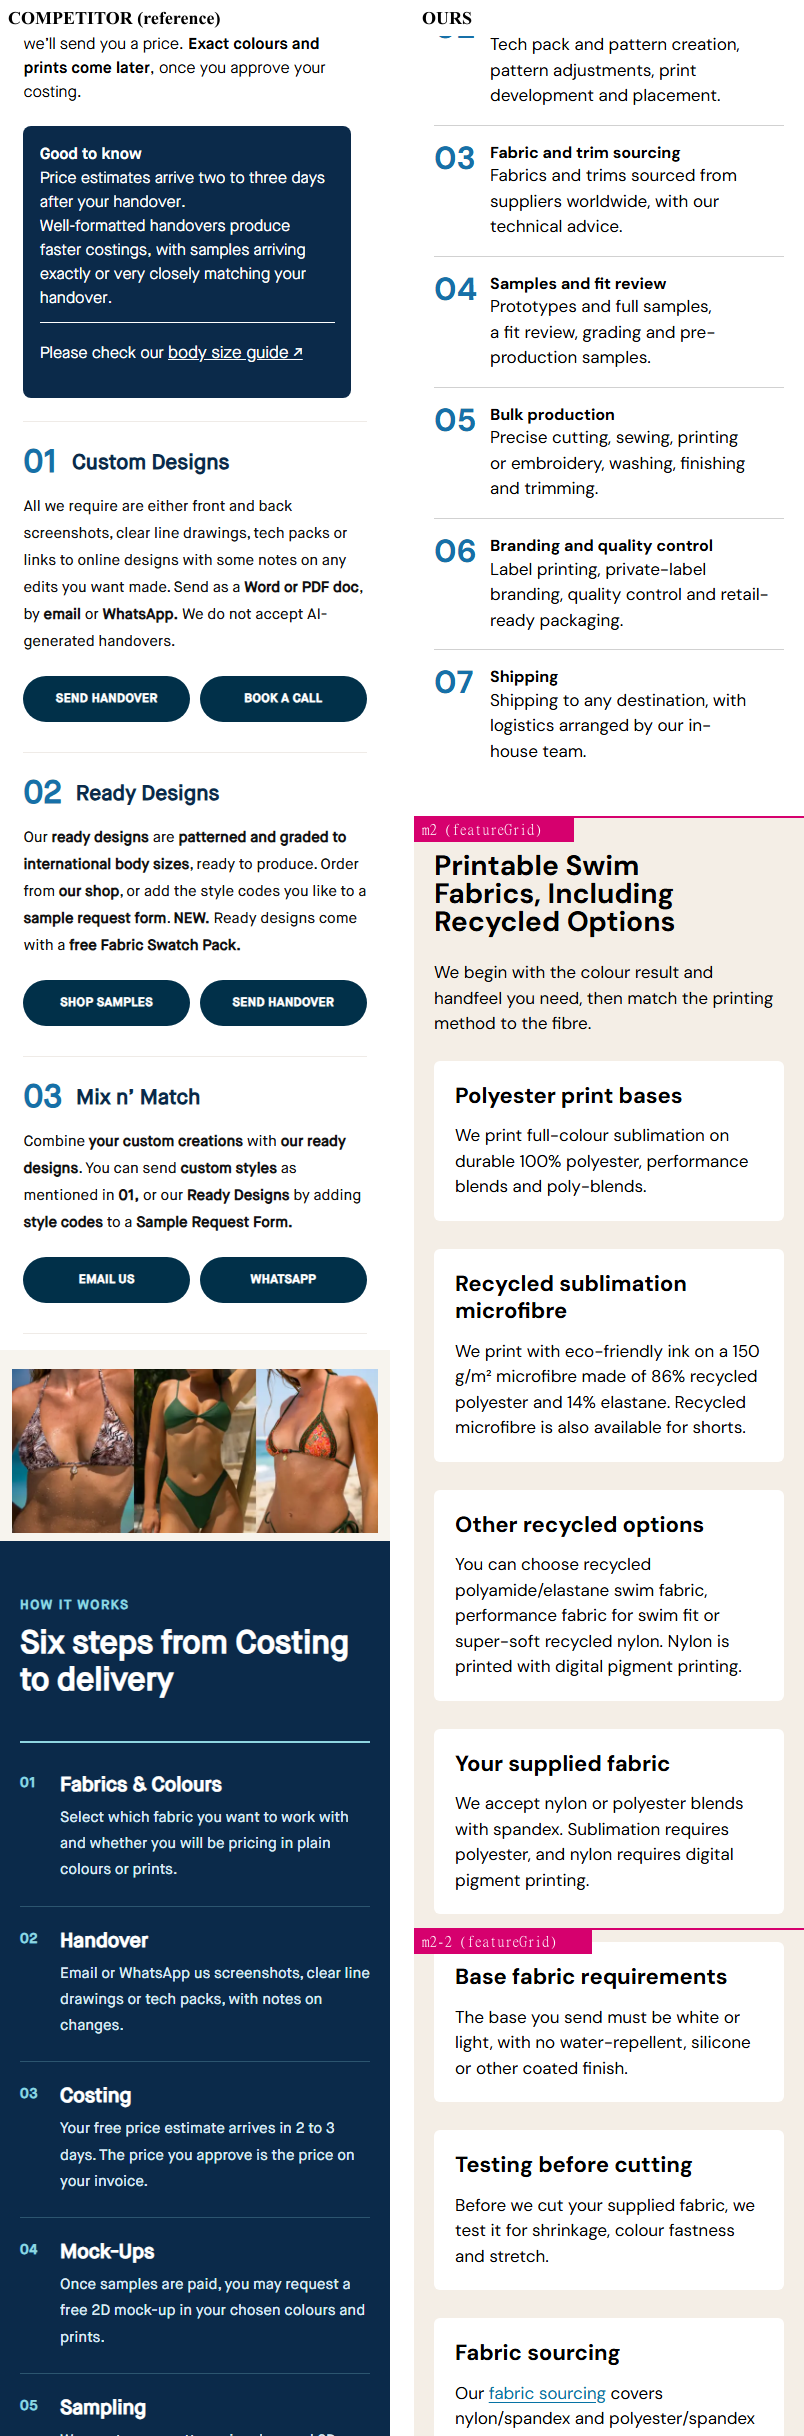 COMPETITOR (reference)
we'll send you a price. Exact colours and
prints come later, once you approve your
costing.
Good to know
Price estimates arrive two to three days
after your handover.
Well-formatted handovers produce
faster costings, with samples arriving
exactly or very closely matching your
handover.
Please check our body size guide ↗
01 Custom Designs
All we require are either front and back
screenshots, clear line drawings, tech packs or
links to online designs with some notes on any
edits you want made. Send as a Word or PDF doc,
by email or WhatsApp. We do not accept AI-
generated handovers.
SEND HANDOVER
BOOK A CALL
02 Ready Designs
Our ready designs are patterned and graded to
international body sizes, ready to produce. Order
from our shop, or add the style codes you like to a
sample request form. NEW. Ready designs come
with a free Fabric Swatch Pack.
SHOP SAMPLES
SEND HANDOVER
03 Mix n' Match
Combine your custom creations with our ready
designs. You can send custom styles as
mentioned in 01, or our Ready Designs by adding
style codes to a Sample Request Form.
EMAIL US
WHATSAPP
HOW IT WORKS
Six steps from Costing
to delivery
01 Fabrics & Colours
Select which fabric you want to work with
and whether you will be pricing in plain
colours or prints.
02 Handover
Email or WhatsApp us screenshots, clear line
drawings or tech packs, with notes on
changes.
03 Costing
Your free price estimate arrives in 2 to 3
days. The price you approve is the price on
your invoice.
04 Mock-Ups
Once samples are paid, you may request a
free 2D mock-up in your chosen colours and
prints.
05 Sampling
OURS
Tech pack and pattern creation,
pattern adjustments, print
development and placement.
03 Fabric and trim sourcing
Fabrics and trims sourced from
suppliers worldwide, with our
technical advice.
04 Samples and fit review
Prototypes and full samples,
a fit review, grading and pre-
production samples.
05 Bulk production
Precise cutting, sewing, printing
or embroidery, washing, finishing
and trimming.
06 Branding and quality control
Label printing, private-label
branding, quality control and retail-
ready packaging.
07 Shipping
Shipping to any destination, with
logistics arranged by our in-
house team.
m2 (featureGrid)
Printable Swim
Fabrics, Including
Recycled Options
We begin with the colour result and
handfeel you need, then match the printing
method to the fibre.
Polyester print bases
We print full-colour sublimation on
durable 100% polyester, performance
blends and poly-blends.
Recycled sublimation
microfibre
We print with eco-friendly ink on a 150
g/m² microfibre made of 86% recycled
polyester and 14% elastane. Recycled
microfibre is also available for shorts.
Other recycled options
You can choose recycled
polyamide/elastane swim fabric,
performance fabric for swim fit or
super-soft recycled nylon. Nylon is
printed with digital pigment printing.
Your supplied fabric
We accept nylon or polyester blends
with spandex. Sublimation requires
polyester, and nylon requires digital
pigment printing.
m2-2 (featureGrid)
Base fabric requirements
The base you send must be white or
light, with no water-repellent, silicone
or other coated finish.
Testing before cutting
Before we cut your supplied fabric, we
test it for shrinkage, colour fastness
and stretch.
Fabric sourcing
Our fabric sourcing covers
nylon/spandex and polyester/spandex